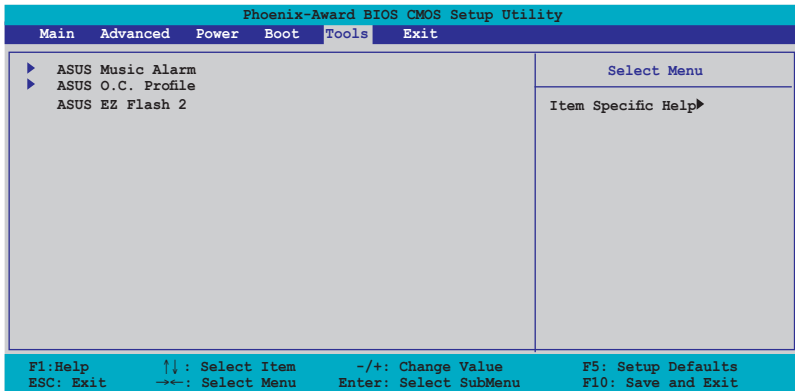 Phoenix-Award BIOS CMOS Setup Utility
Main Advanced Power Boot Tools Exit
ASUS Music Alarm
ASUS O.C. Profile
ASUS EZ Flash 2
Select Menu
Item Specific Help
F1:Help ↑↓: Select Item -/+: Change Value F5: Setup Defaults
ESC: Exit →←: Select Menu Enter: Select SubMenu F10: Save and Exit